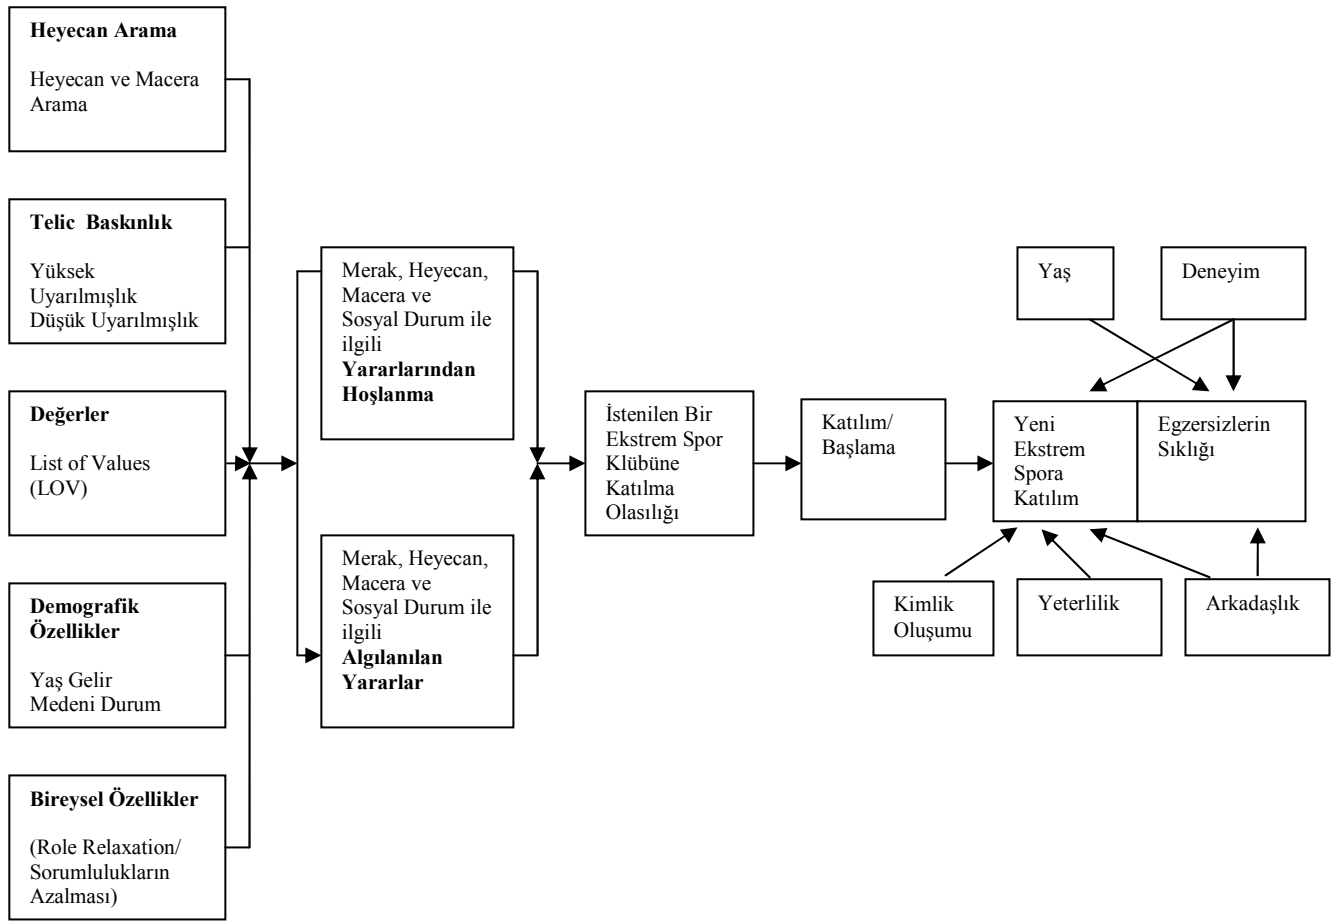 Heyecan Arama
Heyecan ve Macera
Arama
Telic Baskınlık
Yüksek
Uyarılmışlık
Düşük Uyarılmışlık
Değerler
List of Values
(LOV)
Demografik
Özellikler
Yaş Gelir
Medeni Durum
Bireysel Özellikler
(Role Relaxation/
Sorumlulukların
Azalması)
Merak, Heyecan,
Macera ve
Sosyal Durum ile
ilgili
Yararlarından
Hoşlanma
Merak, Heyecan,
Macera ve
Sosyal Durum ile
ilgili
Algılanılan
Yararlar
İstenilen Bir
Ekstrem Spor
Klübüne
Katılma
Olasılığı
Katılım/
Başlama
Yaş
Deneyim
Yeni
Ekstrem
Spora
Katılım
Egzersizlerin
Sıklığı
Kimlik
Oluşumu
Yeterlilik
Arkadaşlık